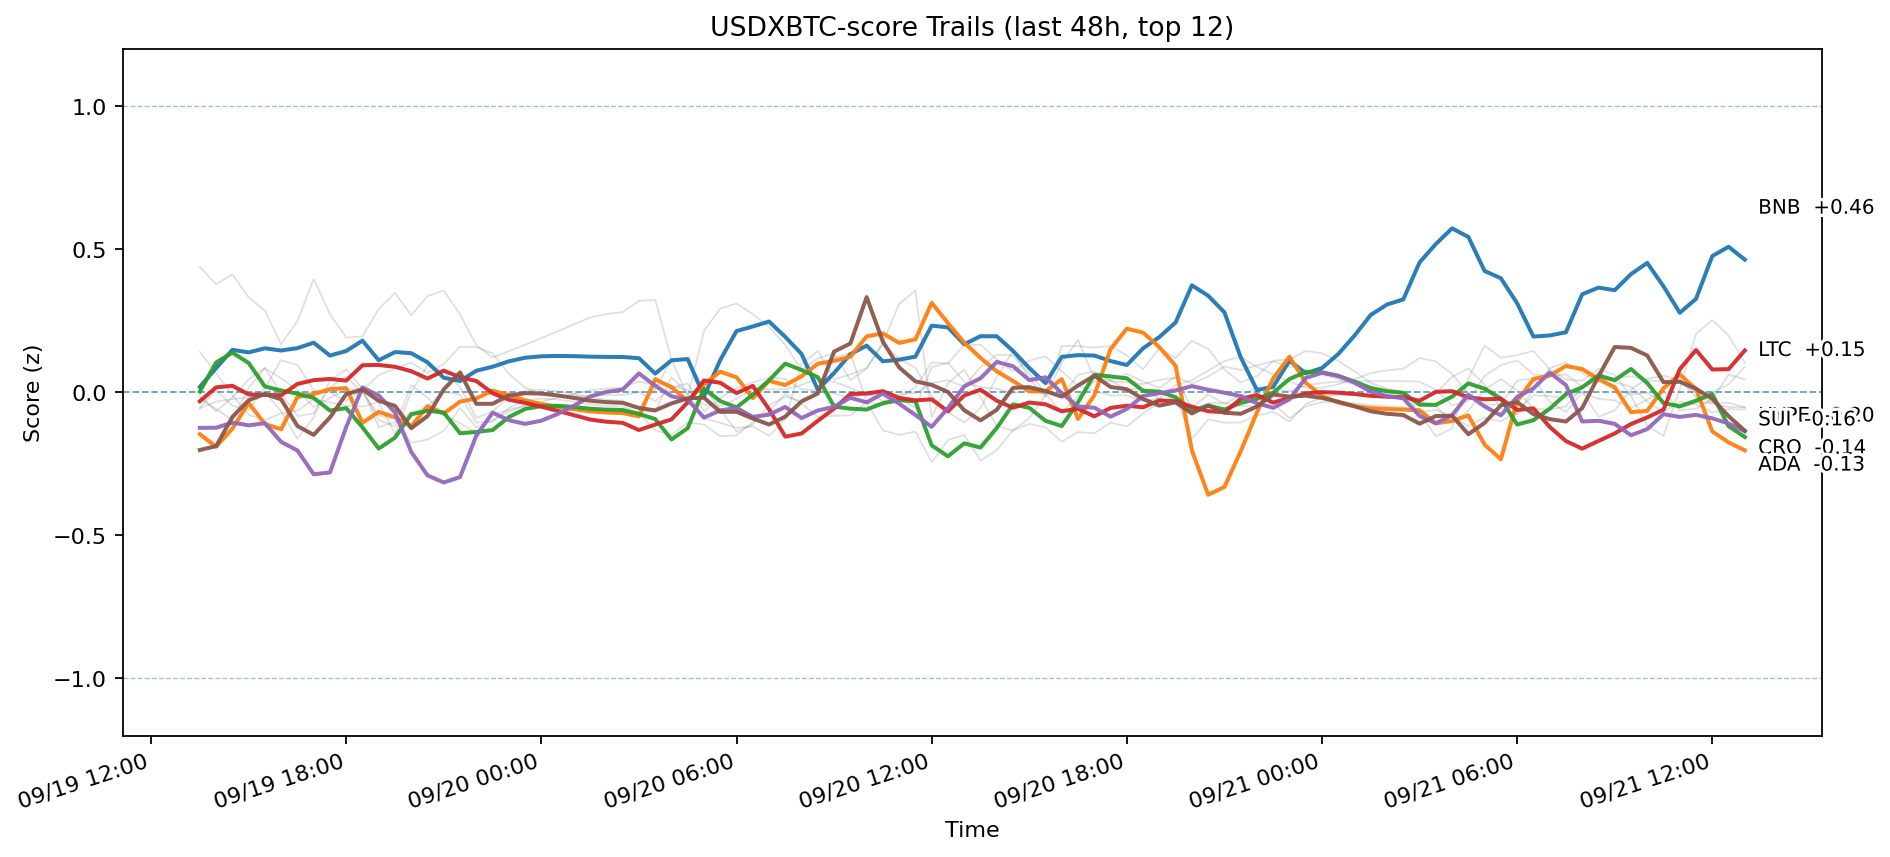 USDXBTC-score Trails (last 48h, top 12)
Score (z)
1.0
0.5
0.0
−0.5
−1.0
BNB +0.46
LTC +0.15
SUI -0.16
CRO -0.14
ADA -0.13
09/19 12:00
09/19 18:00
09/20 00:00
09/20 06:00
09/20 12:00
09/20 18:00
09/21 00:00
09/21 06:00
09/21 12:00
Time